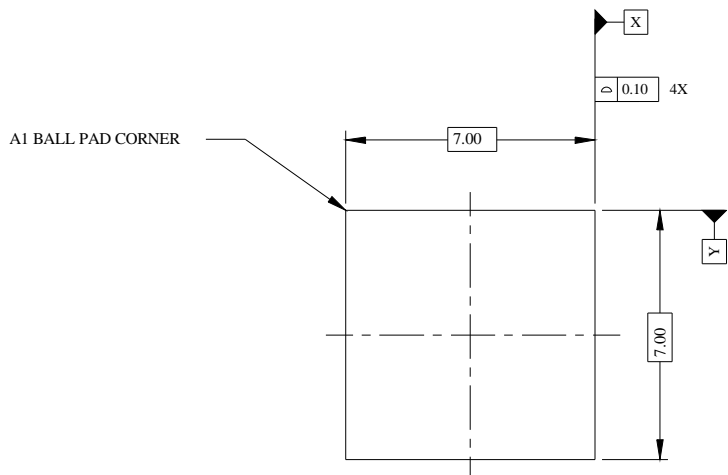 X
⌓ 0.10 4X
A1 BALL PAD CORNER
7.00
Y
7.00